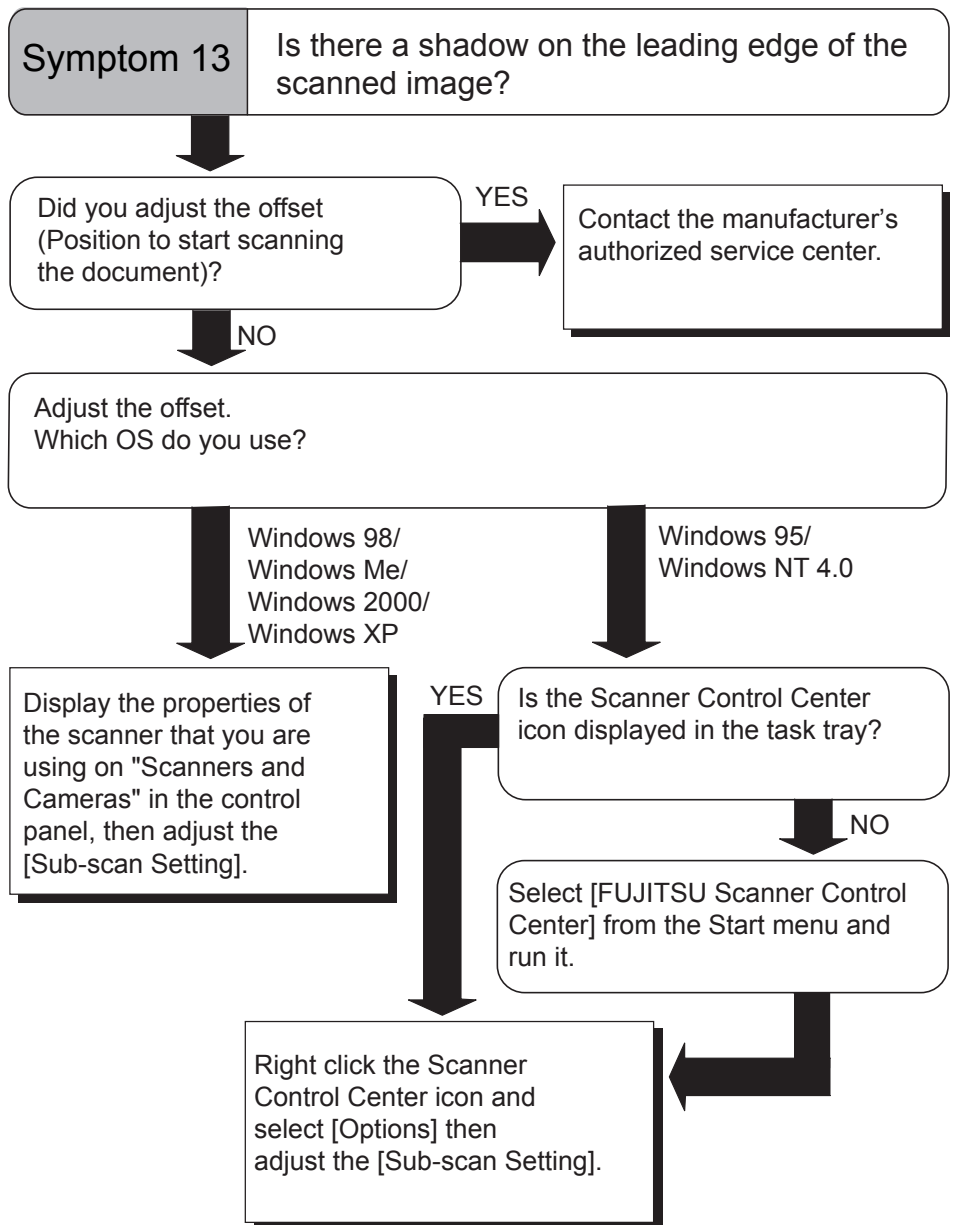 Symptom 13
Is there a shadow on the leading edge of the
scanned image?
Did you adjust the offset
(Position to start scanning
the document)?
YES
Contact the manufacturer’s
authorized service center.
NO
Adjust the offset.
Which OS do you use?
Windows 98/
Windows Me/
Windows 2000/
Windows XP
Windows 95/
Windows NT 4.0
Display the properties of
the scanner that you are
using on "Scanners and
Cameras" in the control
panel, then adjust the
[Sub-scan Setting].
YES
Is the Scanner Control Center
icon displayed in the task tray?
NO
Select [FUJITSU Scanner Control
Center] from the Start menu and
run it.
Right click the Scanner
Control Center icon and
select [Options] then
adjust the [Sub-scan Setting].